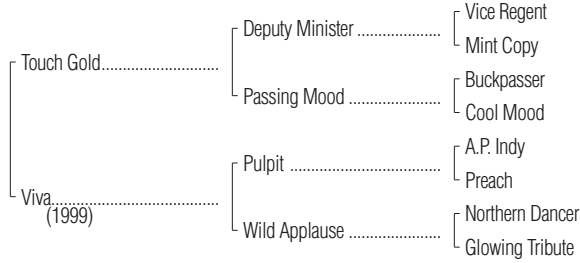 Vice Regent
Deputy Minister ....................
Mint Copy
Touch Gold............................
Buckpasser
Passing Mood ......................
Cool Mood
A.P. Indy
Pulpit ....................................
Preach
Viva........................................
(1999)
Northern Dancer
Wild Applause ......................
Glowing Tribute